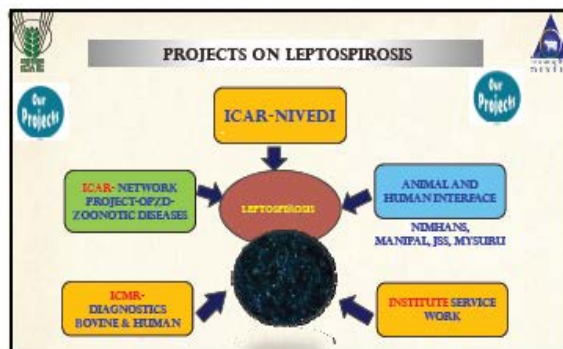 PROJECTS ON LEPTOSPIROSIS
Our
Projects
Our
Projects
ICAR-NIVEDI
ICAR- NETWORK
PROJECT-OPZD-
ZOONOTIC DISEASES
LEPTOSPIROSIS
ANIMAL AND
HUMAN INTERFACE
NIMHANS,
MANIPAL, JSS, MYSURU
ICMR-
DIAGNOSTICS
BOVINE & HUMAN
INSTITUTE SERVICE
WORK